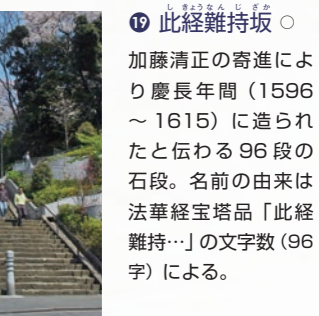 しきょうなんじざか
⓳ 此経難持坂 ○
加藤清正の寄進によ
り慶長年間（1596
～ 1615）に造られ
たと伝わる 96 段の
石段。名前の由来は
法華経宝塔品「此経
難持…」の文字数（96
字）による。